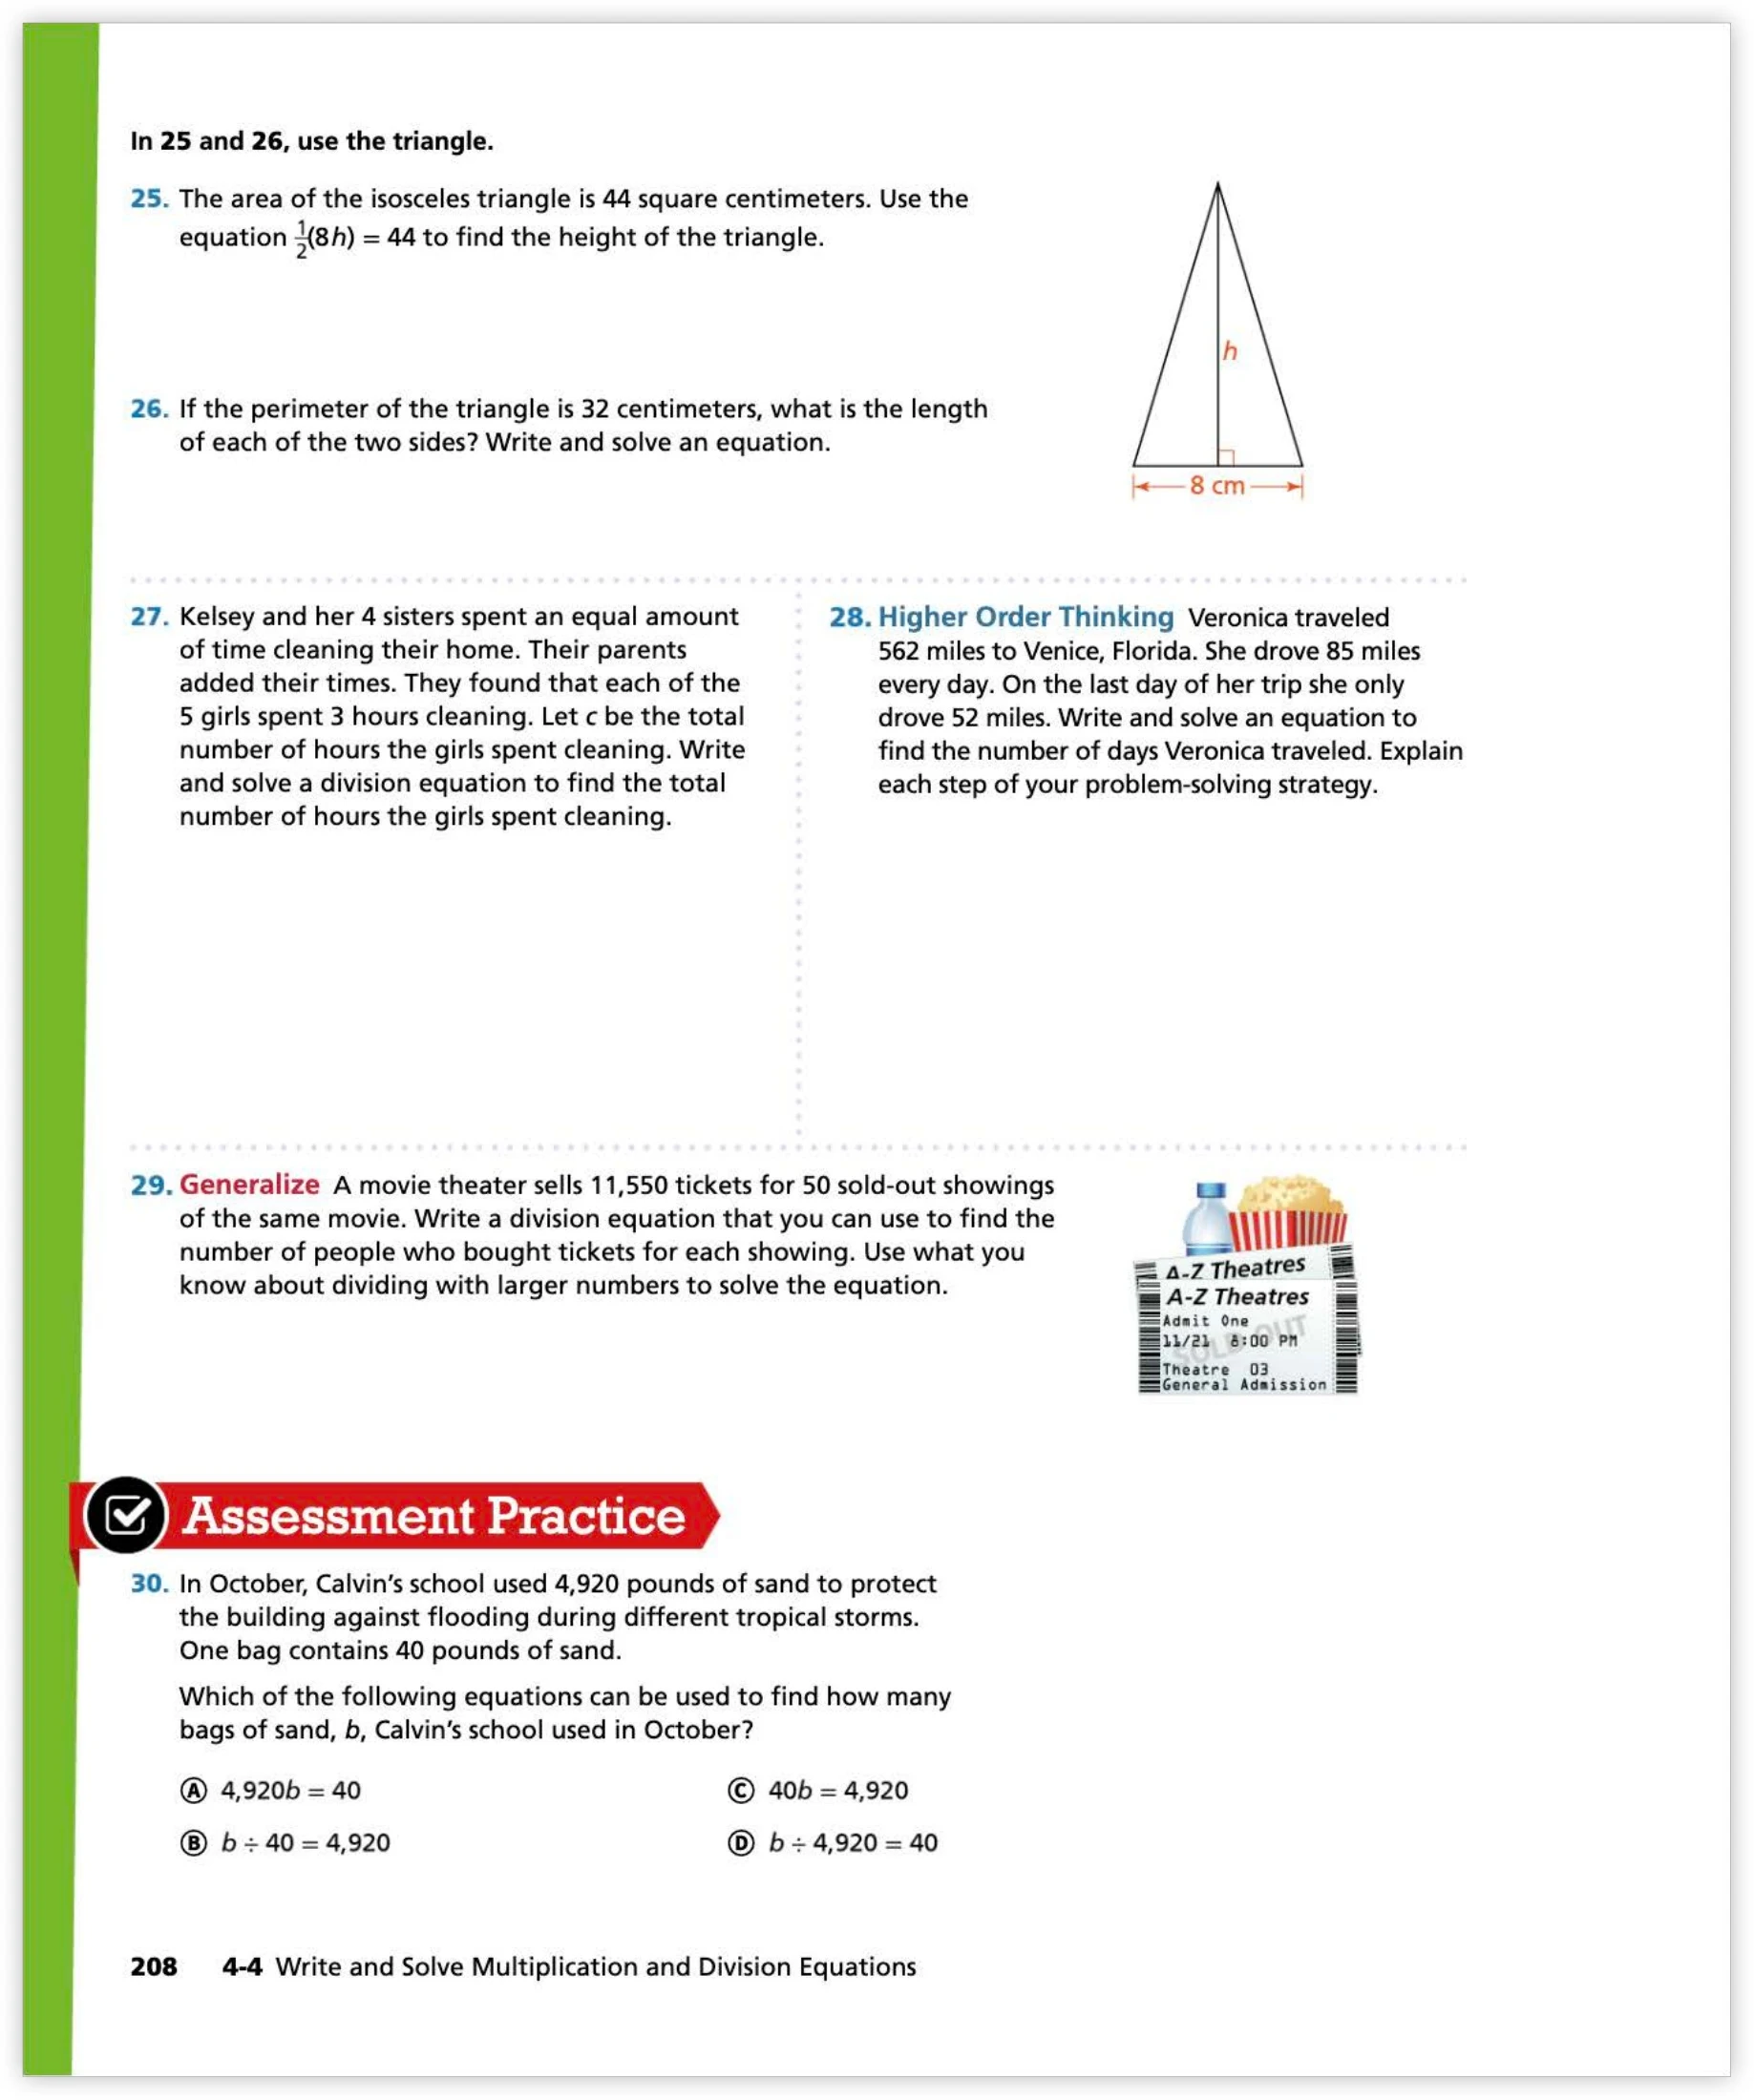 In 25 and 26, use the triangle.
25. The area of the isosceles triangle is 44 square centimeters. Use the
equation 1/2(8h) = 44 to find the height of the triangle.
h
8 cm
26. If the perimeter of the triangle is 32 centimeters, what is the length
of each of the two sides? Write and solve an equation.
27. Kelsey and her 4 sisters spent an equal amount
of time cleaning their home. Their parents
added their times. They found that each of the
5 girls spent 3 hours cleaning. Let c be the total
number of hours the girls spent cleaning. Write
and solve a division equation to find the total
number of hours the girls spent cleaning.
28. Higher Order Thinking Veronica traveled
562 miles to Venice, Florida. She drove 85 miles
every day. On the last day of her trip she only
drove 52 miles. Write and solve an equation to
find the number of days Veronica traveled. Explain
each step of your problem-solving strategy.
29. Generalize A movie theater sells 11,550 tickets for 50 sold-out showings
of the same movie. Write a division equation that you can use to find the
number of people who bought tickets for each showing. Use what you
know about dividing with larger numbers to solve the equation.
A-Z Theatres
A-Z Theatres
Admit One
SOLD OUT
11/21 8:00 PM
Theatre 03
General Admission
Assessment Practice
30. In October, Calvin’s school used 4,920 pounds of sand to protect
the building against flooding during different tropical storms.
One bag contains 40 pounds of sand.
Which of the following equations can be used to find how many
bags of sand, b, Calvin’s school used in October?
Ⓐ 4,920b = 40
Ⓑ b ÷ 40 = 4,920
Ⓒ 40b = 4,920
Ⓓ b ÷ 4,920 = 40
208 4-4 Write and Solve Multiplication and Division Equations